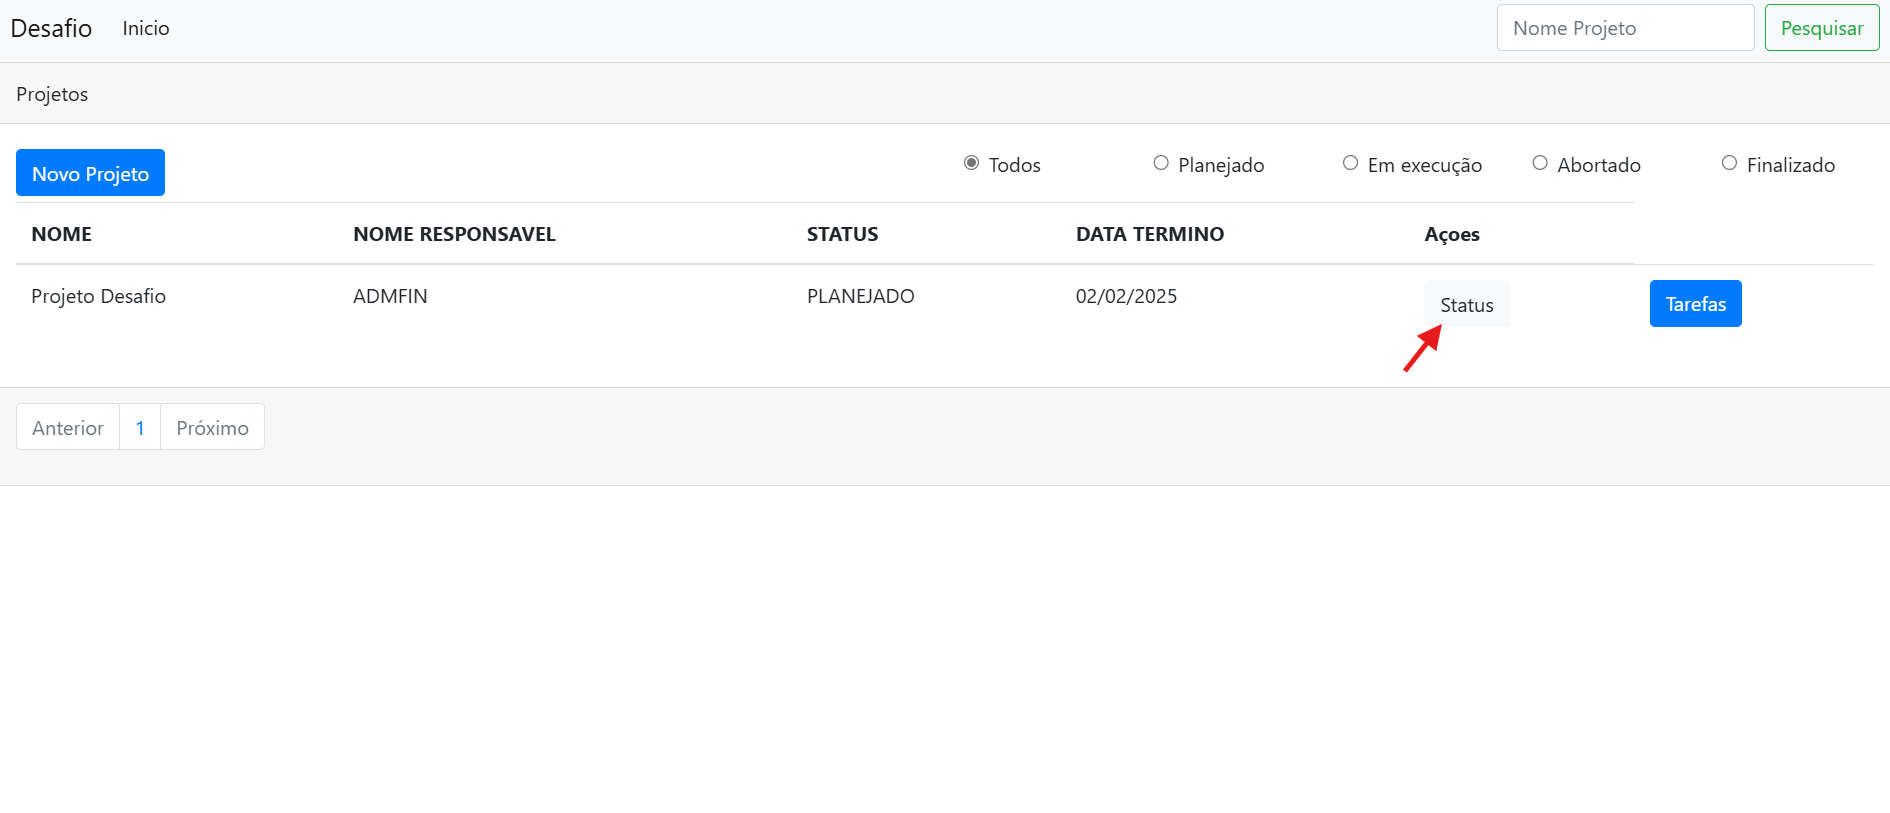 Desafio Inicio Nome Projeto Pesquisar
Projetos
Novo Projeto Todos Planejado Em execução Abortado Finalizado
NOME NOME RESPONSAVEL STATUS DATA TERMINO Açoes
Projeto Desafio ADMFIN PLANEJADO 02/02/2025 Status Tarefas
Anterior 1 Próximo